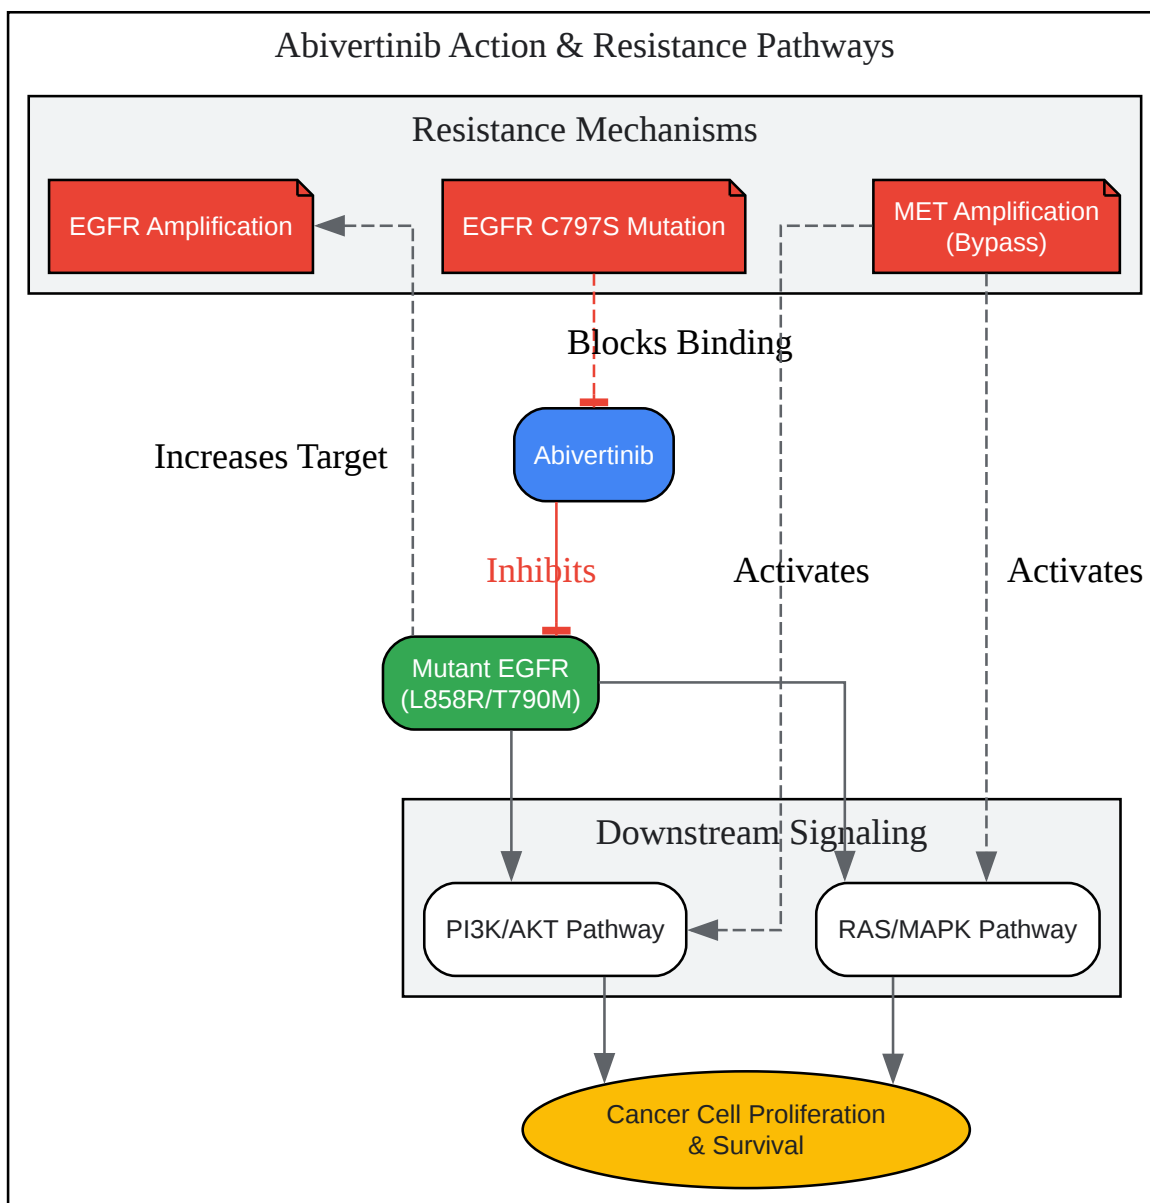 Abivertinib Action & Resistance Pathways
Resistance Mechanisms
EGFR Amplification
EGFR C797S Mutation
MET Amplification
(Bypass)
Blocks Binding
Increases Target
Abivertinib
Inhibits
Activates
Activates
Mutant EGFR
(L858R/T790M)
Downstream Signaling
PI3K/AKT Pathway
RAS/MAPK Pathway
Cancer Cell Proliferation
& Survival